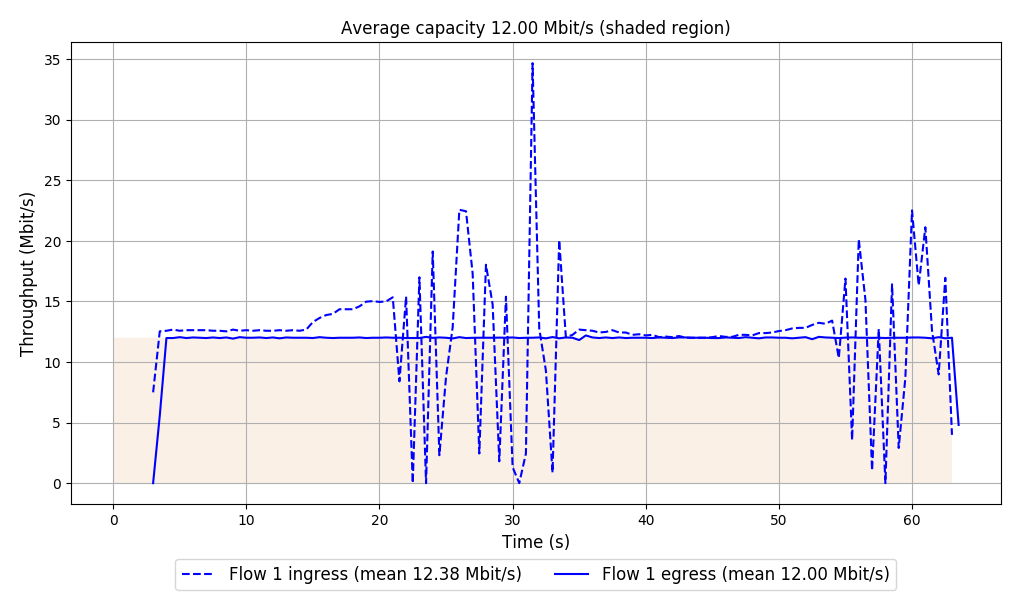 Average capacity 12.00 Mbit/s (shaded region)
Throughput (Mbit/s)
35
30
25
20
15
10
5
0
0 10 20 30 40 50 60
Time (s)
Flow 1 ingress (mean 12.38 Mbit/s) Flow 1 egress (mean 12.00 Mbit/s)